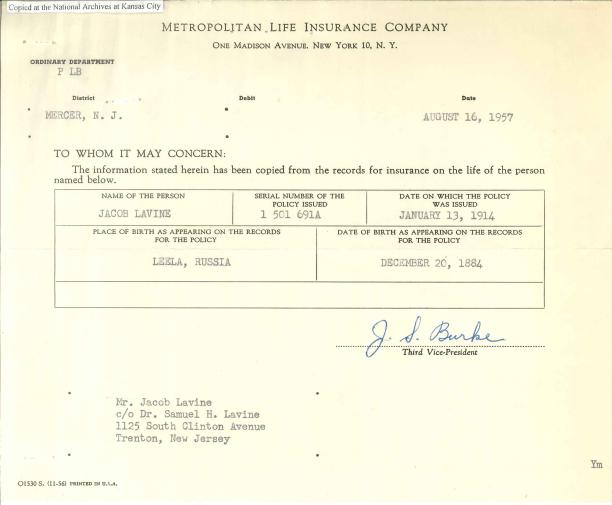 Copied at the National Archives at Kansas City
METROPOLITAN LIFE INSURANCE COMPANY
ONE MADISON AVENUE, NEW YORK 10, N. Y.
ORDINARY DEPARTMENT
P LB
District Debit Date
MERCER, N. J. AUGUST 16, 1957
TO WHOM IT MAY CONCERN:
The information stated herein has been copied from the records for insurance on the life of the person
named below.
NAME OF THE PERSON SERIAL NUMBER OF THE DATE ON WHICH THE POLICY
POLICY ISSUED WAS ISSUED
JACOB LAVINE 1 501 691A JANUARY 13, 1914
PLACE OF BIRTH AS APPEARING ON THE RECORDS DATE OF BIRTH AS APPEARING ON THE RECORDS
FOR THE POLICY FOR THE POLICY
LEELA, RUSSIA DECEMBER 20, 1884
J. S. Burke
Third Vice-President
Mr. Jacob Lavine
c/o Dr. Samuel H. Lavine
1125 South Clinton Avenue
Trenton, New Jersey
Ym
O1530 S. (11-56) PRINTED IN U.S.A.